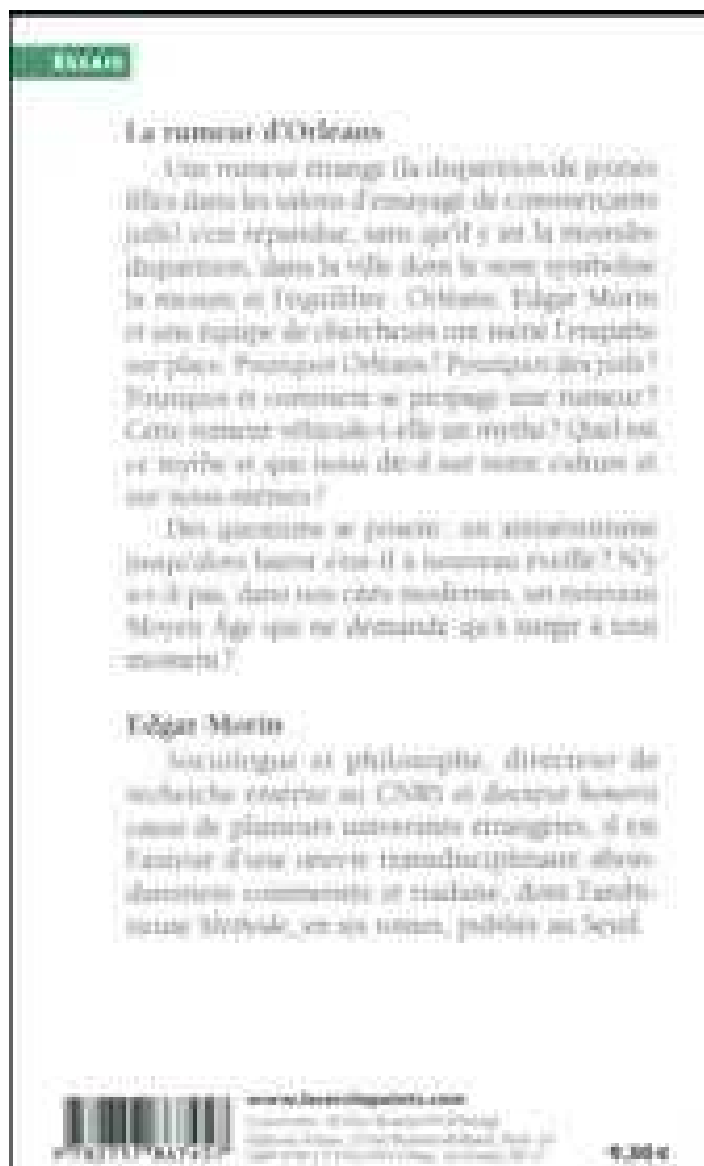 ESSAIS
La rumeur d'Orléans
Une rumeur étrange (la disparition de jeunes
filles dans les salons d'essayage de commerçants
juifs) s'est répandue, sans qu'il y ait la moindre
disparition, dans la ville dont le nom symbolise
la mesure et l'équilibre : Orléans. Edgar Morin
et une équipe de chercheurs ont mené l'enquête
sur place. Pourquoi Orléans ? Pourquoi des juifs ?
Pourquoi et comment se propage une rumeur ?
Cette rumeur véhicule-t-elle un mythe ? Quel est
ce mythe et que nous dit-il sur notre culture et
sur nous-mêmes ?
Des questions se posent : un antisémitisme
jusqu'alors latent s'est-il à nouveau éveillé ? N'y
a-t-il pas, dans nos cités modernes, un nouveau
Moyen Âge qui ne demande qu'à surgir à tout
moment ?
Edgar Morin
Sociologue et philosophe, directeur de
recherche émérite au CNRS et docteur honoris
causa de plusieurs universités étrangères, il est
l'auteur d'une œuvre transdisciplinaire abon-
damment commentée et traduite, dont
Méthode, en six tomes, publiée au Seuil.
www.lecerclepoints.com